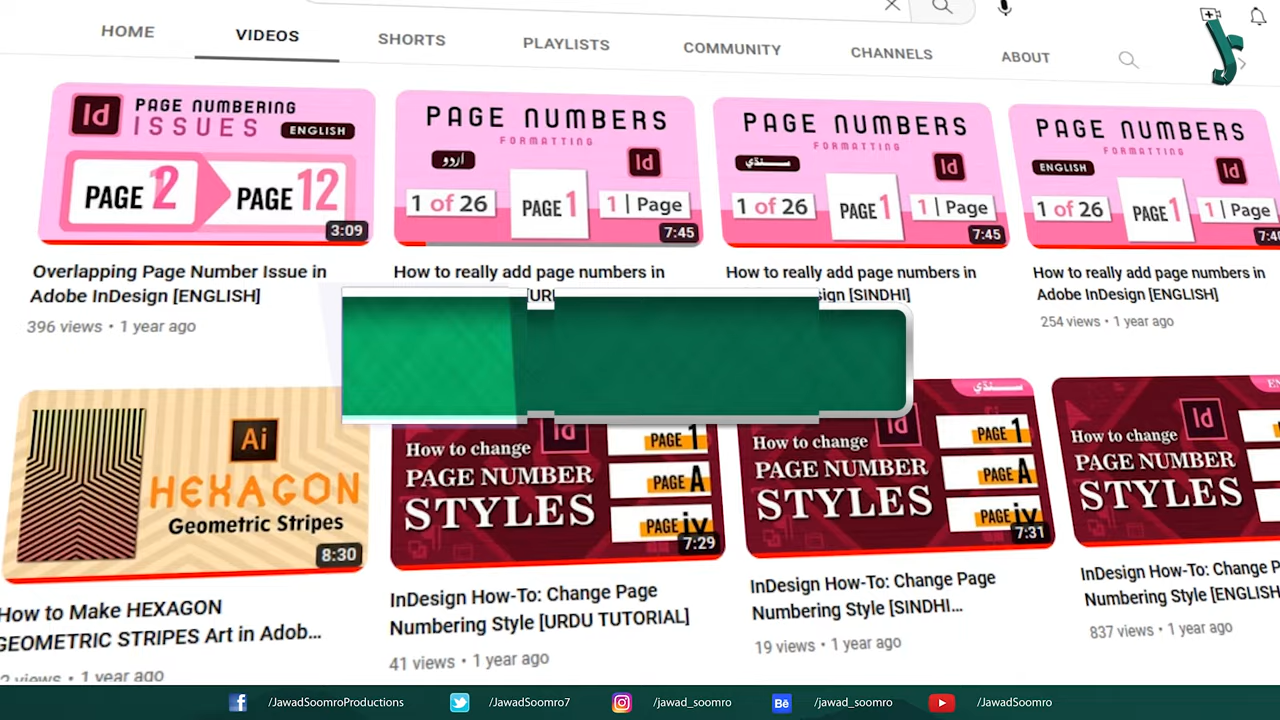 HOME VIDEOS SHORTS PLAYLISTS COMMUNITY CHANNELS ABOUT
Id PAGE NUMBERING
ISSUES ENGLISH
PAGE 2 PAGE 12
3:09
Overlapping Page Number Issue in
Adobe InDesign [ENGLISH]
396 views • 1 year ago
PAGE NUMBERS
FORMATTING
اردو Id
1 of 26 PAGE 1 1 | Page
7:45
How to really add page numbers in
PAGE NUMBERS
FORMATTING
سنڌي Id
1 of 26 PAGE 1 1 | Page
7:45
How to really add page numbers in
[SINDHI]
PAGE NUMBERS
FORMATTING
ENGLISH Id
1 of 26 PAGE 1 1 | Page
How to really add page numbers in
Adobe InDesign [ENGLISH]
254 views • 1 year ago
Ai
HEXAGON
Geometric Stripes
8:30
How to Make HEXAGON
GEOMETRIC STRIPES Art in Adob...
views • 1 year ago
How to change Id
PAGE NUMBER
STYLES
PAGE 1
PAGE A
PAGE iv
7:29
InDesign How-To: Change Page
Numbering Style [URDU TUTORIAL]
41 views • 1 year ago
سنڌي
How to change Id
PAGE NUMBER
STYLES
PAGE 1
PAGE A
PAGE iv
7:31
InDesign How-To: Change Page
Numbering Style [SINDHI...
19 views • 1 year ago
How to change Id
PAGE NUMBER
STYLES
InDesign How-To: Change P
Numbering Style [ENGLISH
837 views • 1 year ago
/JawadSoomroProductions /JawadSoomro7 /jawad_soomro Bē /jawad_soomro /JawadSoomro